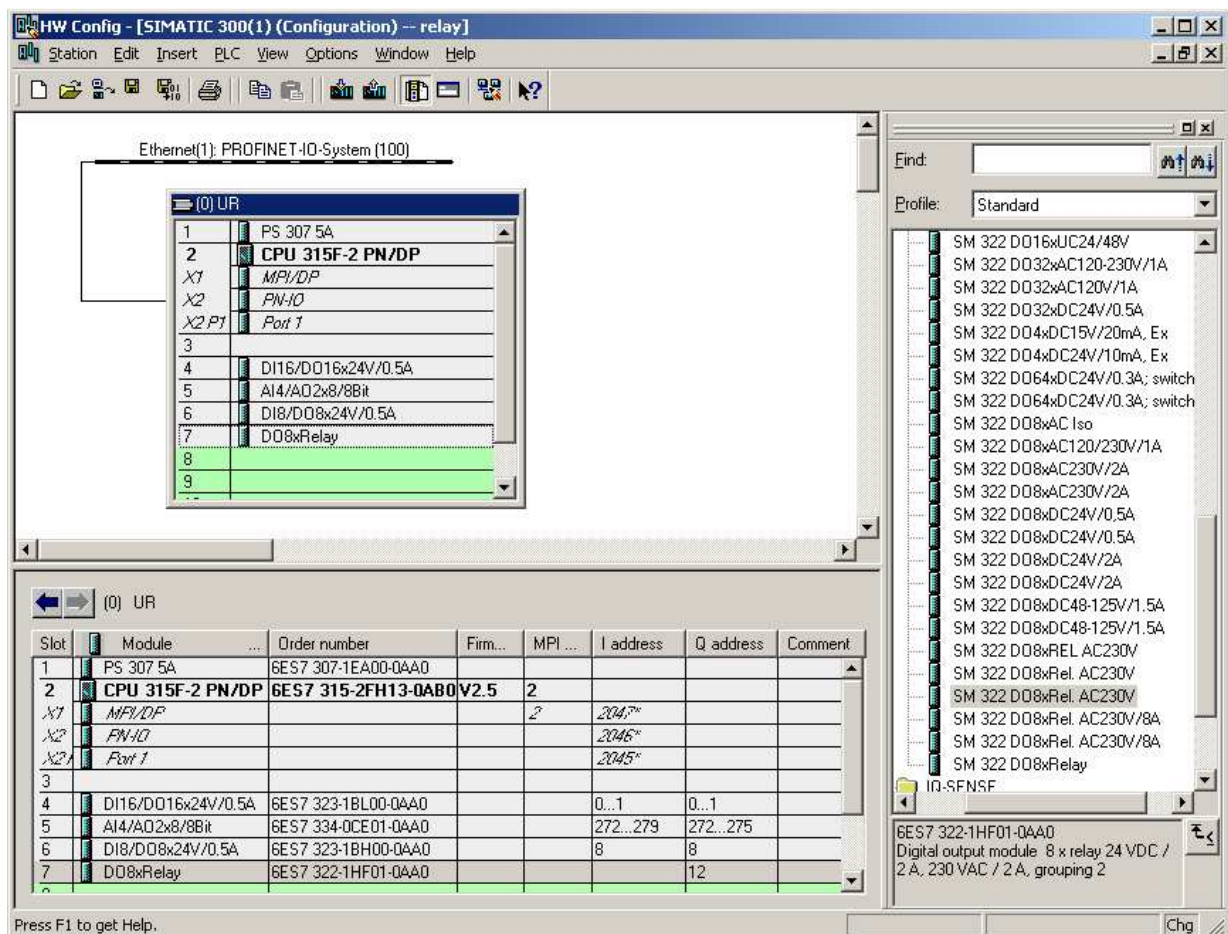 HW Config - [SIMATIC 300(1) (Configuration) -- relay]
Station Edit Insert PLC View Options Window Help
Ethernet(1): PROFINET-IO-System (100)
(0) UR
1 PS 307 5A
2 CPU 315F-2 PN/DP
X1 MPI/DP
X2 PN-IO
X2 P1 Port 1
3
4 DI16/DO16x24V/0.5A
5 AI4/AO2x8/8Bit
6 DI8/DO8x24V/0.5A
7 DO8xRelay
8
9
(0) UR
Slot Module ... Order number Firm... MPI ... I address Q address Comment
1 PS 307 5A 6ES7 307-1EA00-0AA0
2 CPU 315F-2 PN/DP 6ES7 315-2FH13-0AB0 V2.5 2
X1 MPI/DP 2 2047*
X2 PN-IO 2046*
X2 Port 1 2045*
3
4 DI16/DO16x24V/0.5A 6ES7 323-1BL00-0AA0 0...1 0...1
5 AI4/AO2x8/8Bit 6ES7 334-0CE01-0AA0 272...279 272...275
6 DI8/DO8x24V/0.5A 6ES7 323-1BH00-0AA0 8 8
7 DO8xRelay 6ES7 322-1HF01-0AA0 12
Find:
Profile: Standard
SM 322 DO16xUC24/48V
SM 322 DO32xAC120-230V/1A
SM 322 DO32xAC120V/1A
SM 322 DO32xDC24V/0.5A
SM 322 DO4xDC15V/20mA, Ex
SM 322 DO4xDC24V/10mA, Ex
SM 322 DO64xDC24V/0.3A; switch
SM 322 DO64xDC24V/0.3A; switch
SM 322 DO8xAC Iso
SM 322 DO8xAC120/230V/1A
SM 322 DO8xAC230V/2A
SM 322 DO8xAC230V/2A
SM 322 DO8xDC24V/0,5A
SM 322 DO8xDC24V/0.5A
SM 322 DO8xDC24V/2A
SM 322 DO8xDC24V/2A
SM 322 DO8xDC48-125V/1.5A
SM 322 DO8xDC48-125V/1.5A
SM 322 DO8xREL AC230V
SM 322 DO8xRel. AC230V
SM 322 DO8xRel. AC230V
SM 322 DO8xRel. AC230V/8A
SM 322 DO8xRel. AC230V/8A
SM 322 DO8xRelay
IQ-SENSE
6ES7 322-1HF01-0AA0
Digital output module 8 x relay 24 VDC /
2 A, 230 VAC / 2 A, grouping 2
Press F1 to get Help.
Chg